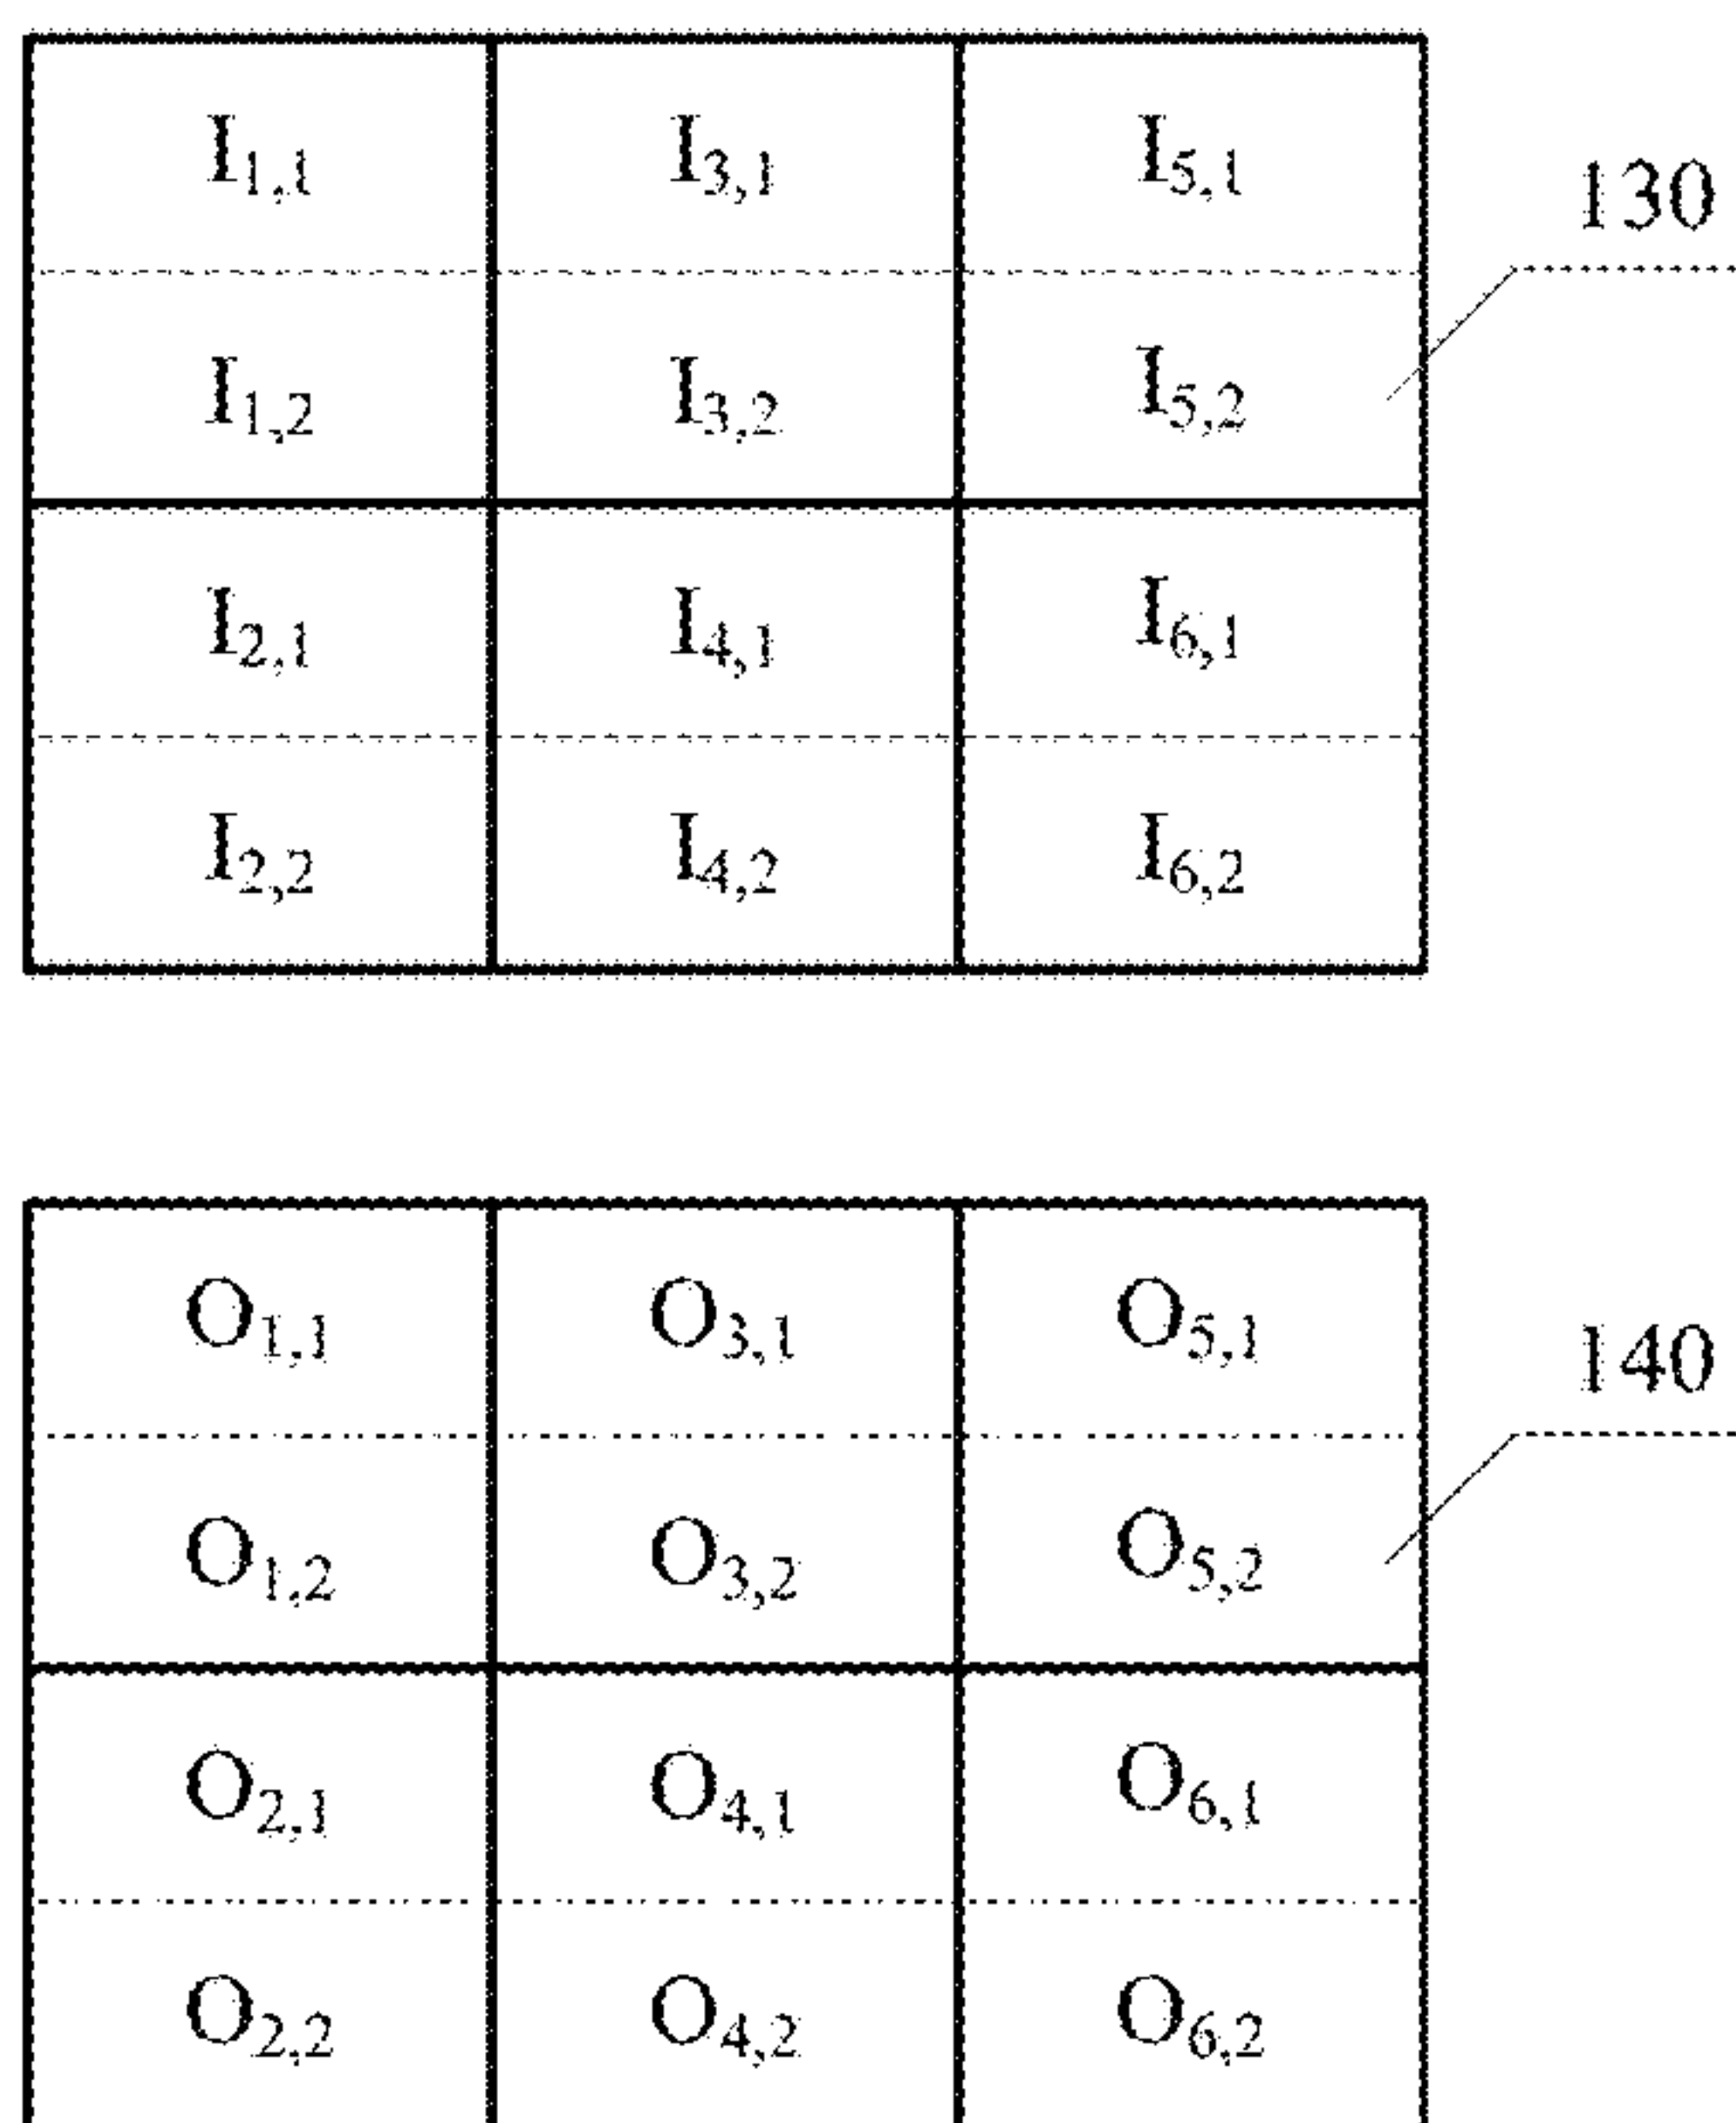 I1,1 I3,1 I5,1 130
I1,2 I3,2 I5,2
I2,1 I4,1 I6,1
I2,2 I4,2 I6,2
O1,1 O3,1 O5,1 140
O1,2 O3,2 O5,2
O2,1 O4,1 O6,1
O2,2 O4,2 O6,2